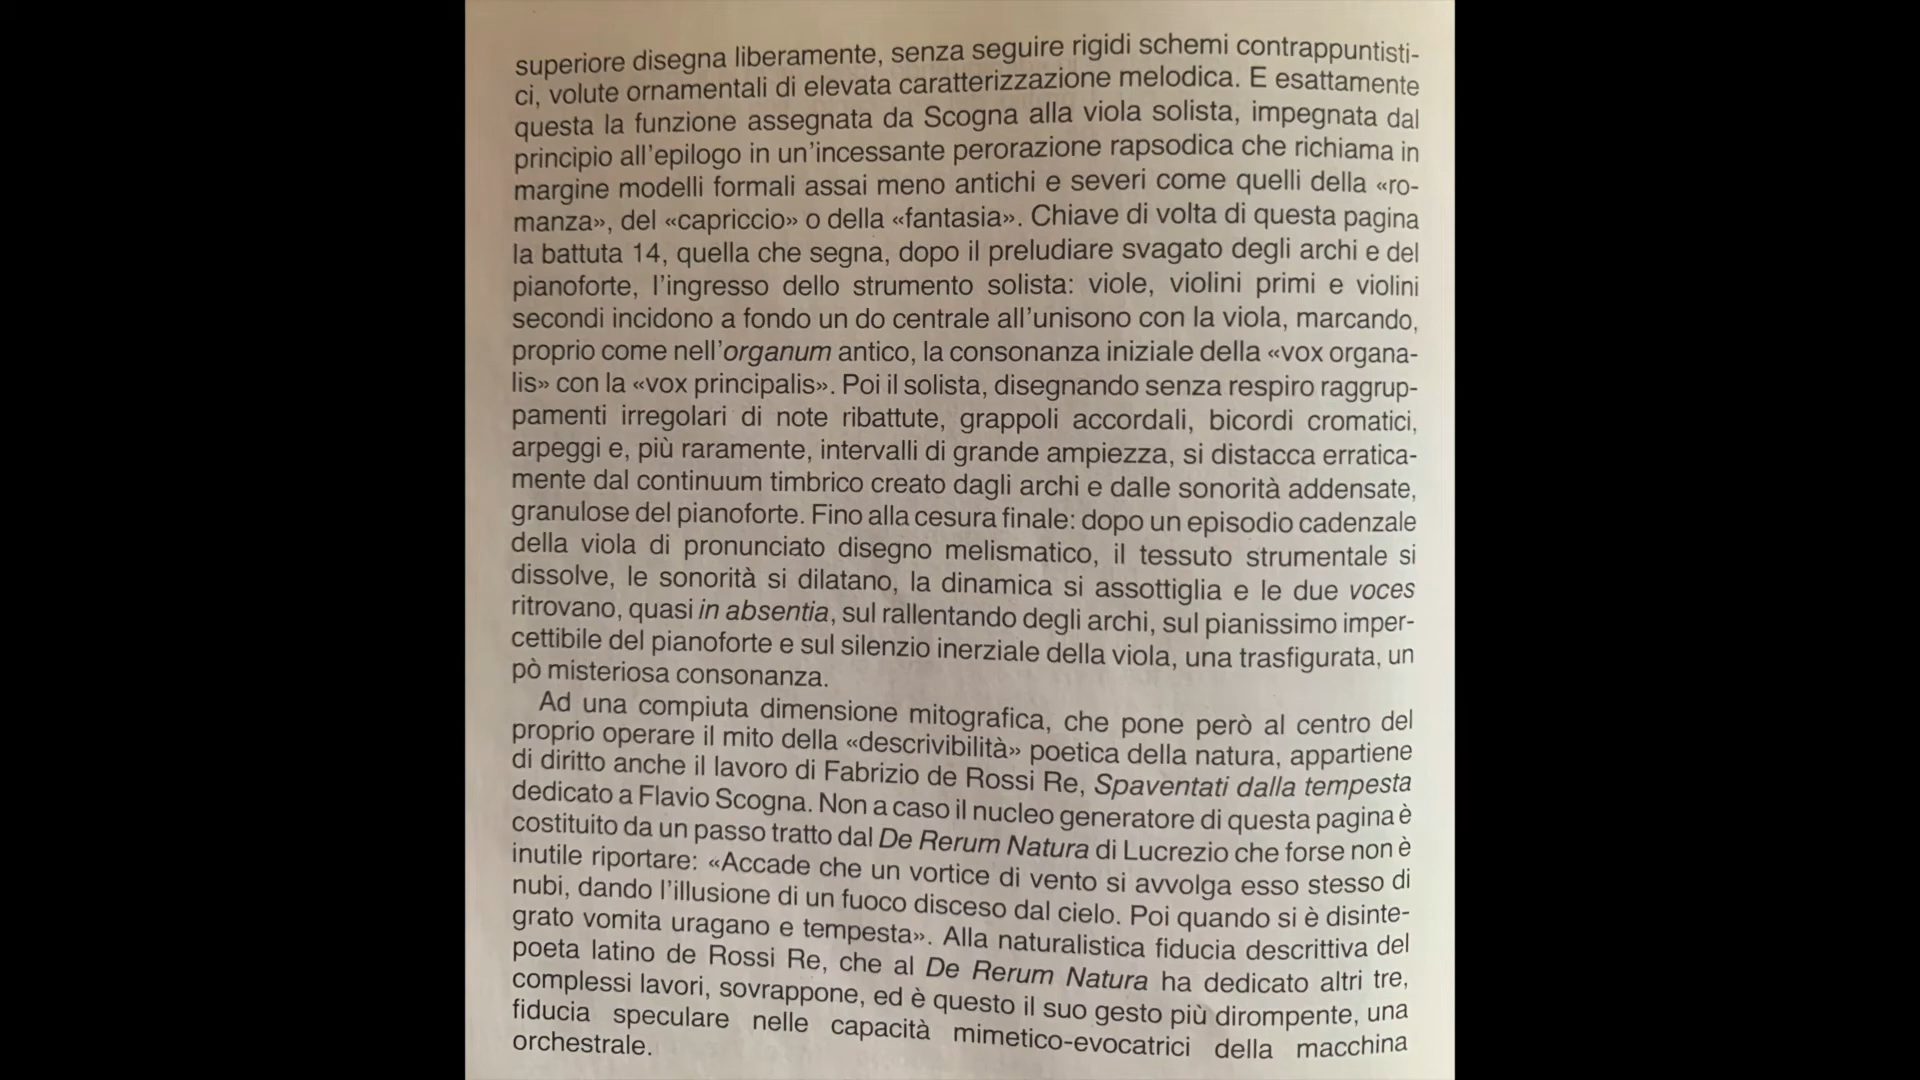 superiore disegna liberamente, senza seguire rigidi schemi contrappuntisti-
ci, volute ornamentali di elevata caratterizzazione melodica. E esattamente
questa la funzione assegnata da Scogna alla viola solista, impegnata dal
principio all'epilogo in un'incessante perorazione rapsodica che richiama in
margine modelli formali assai meno antichi e severi come quelli della «ro-
manza», del «capriccio» o della «fantasia». Chiave di volta di questa pagina
la battuta 14, quella che segna, dopo il preludiare svagato degli archi e del
pianoforte, l'ingresso dello strumento solista: viole, violini primi e violini
secondi incidono a fondo un do centrale all'unisono con la viola, marcando,
proprio come nell'organum antico, la consonanza iniziale della «vox organa-
lis» con la «vox principalis». Poi il solista, disegnando senza respiro raggrup-
pamenti irregolari di note ribattute, grappoli accordali, bicordi cromatici,
arpeggi e, più raramente, intervalli di grande ampiezza, si distacca erratica-
mente dal continuum timbrico creato dagli archi e dalle sonorità addensate,
granulose del pianoforte. Fino alla cesura finale: dopo un episodio cadenzale
della viola di pronunciato disegno melismatico, il tessuto strumentale si
dissolve, le sonorità si dilatano, la dinamica si assottiglia e le due voces
ritrovano, quasi in absentia, sul rallentando degli archi, sul pianissimo imper-
cettibile del pianoforte e sul silenzio inerziale della viola, una trasfigurata, un
pò misteriosa consonanza.
Ad una compiuta dimensione mitografica, che pone però al centro del
proprio operare il mito della «descrivibilità» poetica della natura, appartiene
di diritto anche il lavoro di Fabrizio de Rossi Re, Spaventati dalla tempesta
dedicato a Flavio Scogna. Non a caso il nucleo generatore di questa pagina è
costituito da un passo tratto dal De Rerum Natura di Lucrezio che forse non è
inutile riportare: «Accade che un vortice di vento si avvolga esso stesso di
nubi, dando l'illusione di un fuoco disceso dal cielo. Poi quando si è disinte-
grato vomita uragano e tempesta». Alla naturalistica fiducia descrittiva del
poeta latino de Rossi Re, che al De Rerum Natura ha dedicato altri tre,
complessi lavori, sovrappone, ed è questo il suo gesto più dirompente, una
fiducia speculare nelle capacità mimetico-evocatrici della macchina
orchestrale.